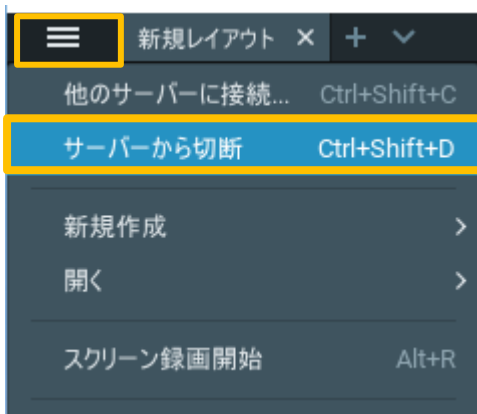 新規レイアウト × + ∨
他のサーバーに接続... Ctrl+Shift+C
サーバーから切断 Ctrl+Shift+D
新規作成 >
開く >
スクリーン録画開始 Alt+R